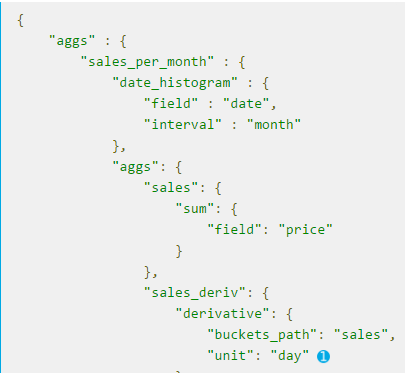 {
"aggs" : {
"sales_per_month" : {
"date_histogram" : {
"field" : "date",
"interval" : "month"
},
"aggs": {
"sales": {
"sum": {
"field": "price"
}
},
"sales_deriv": {
"derivative": {
"buckets_path": "sales",
"unit": "day" 1
}